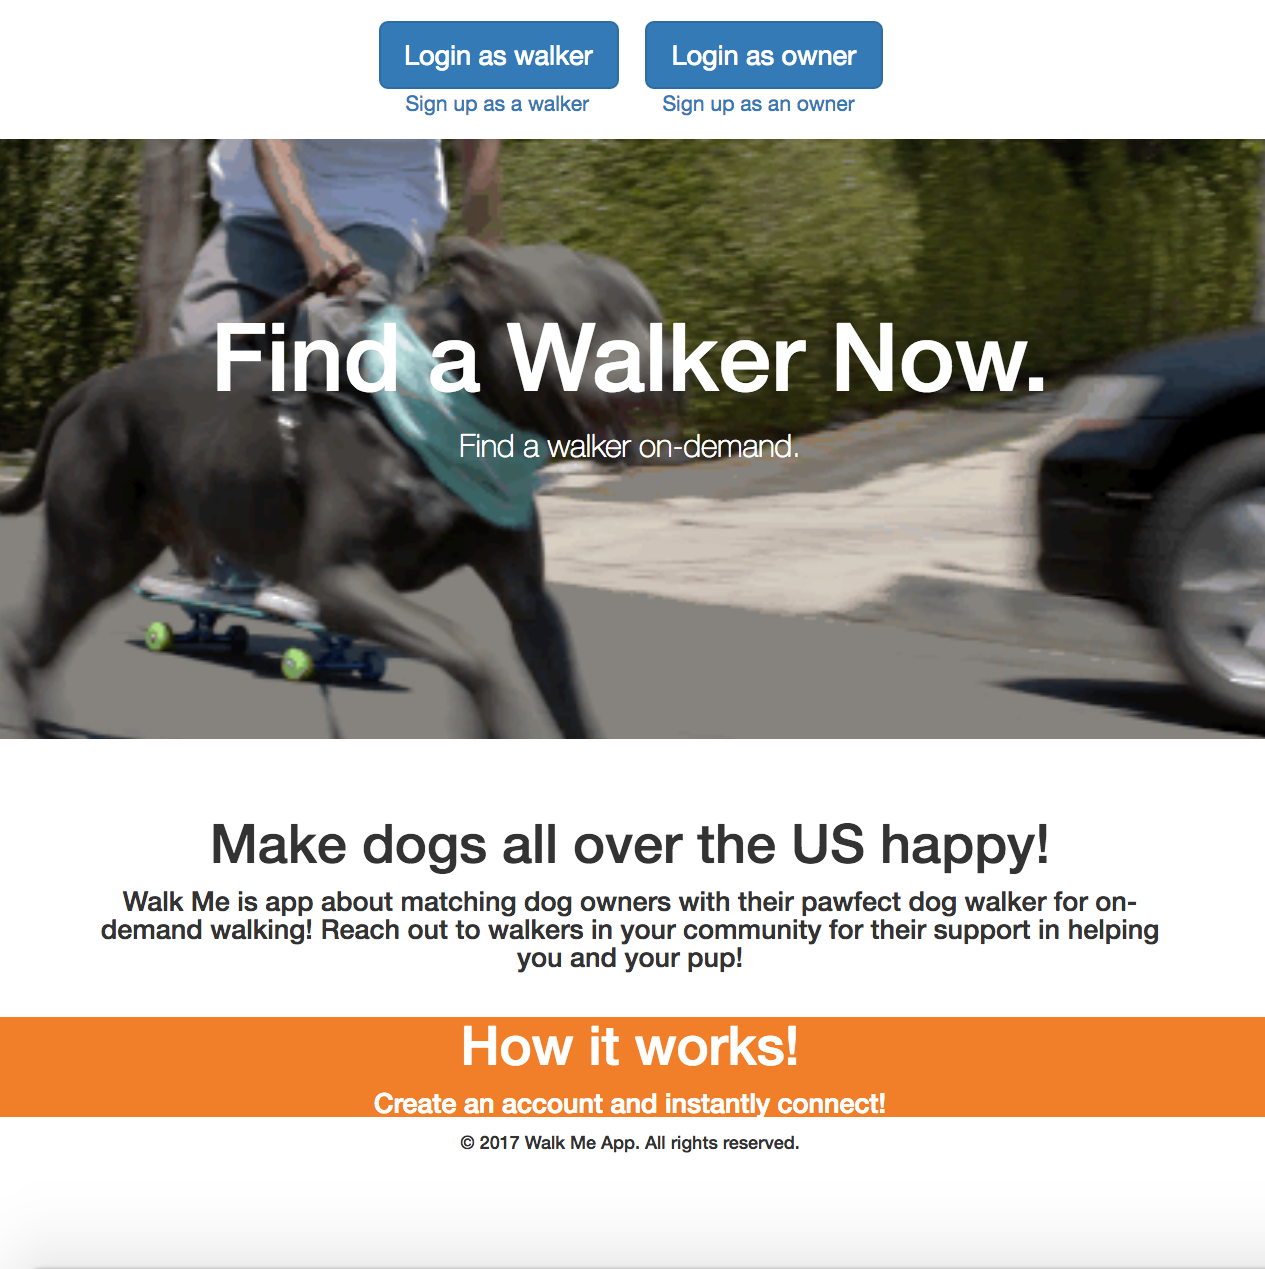 Login as walker
Login as owner
Sign up as a walker
Sign up as an owner
Find a Walker Now.
Find a walker on-demand.
Make dogs all over the US happy!
Walk Me is app about matching dog owners with their pawfect dog walker for on-
demand walking! Reach out to walkers in your community for their support in helping
you and your pup!
How it works!
Create an account and instantly connect!
© 2017 Walk Me App. All rights reserved.